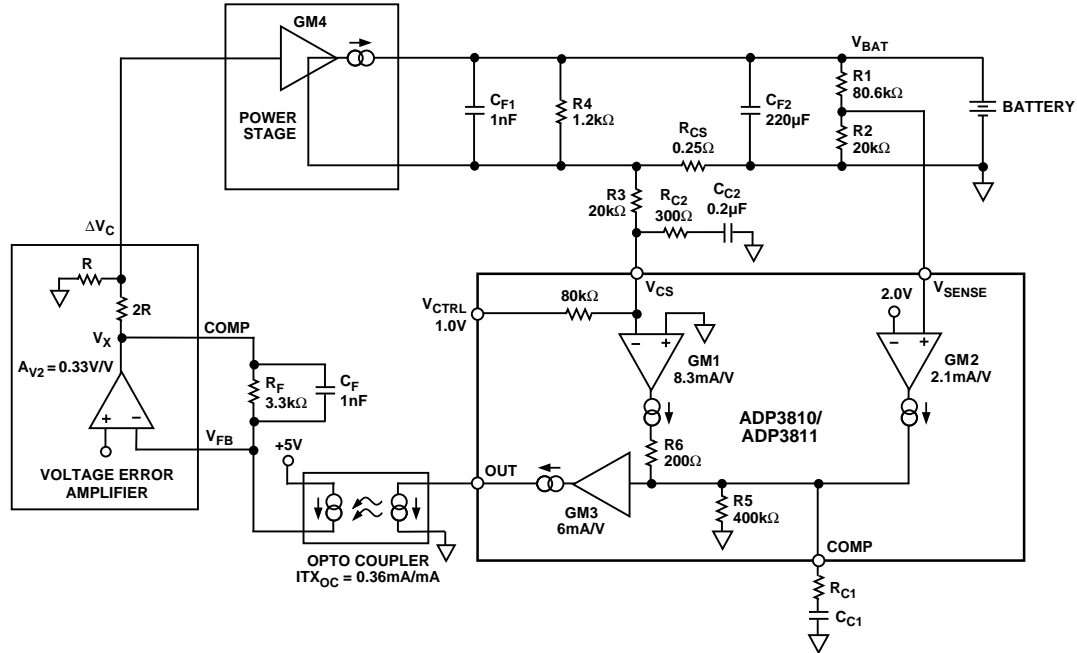 GM4
POWER
STAGE
C_F1
1nF
R4
1.2kΩ
R_CS
0.25Ω
C_F2
220µF
V_BAT
R1
80.6kΩ
R2
20kΩ
BATTERY
R3
20kΩ
R_C2
300Ω
C_C2
0.2µF
ΔV_C
R
2R
V_X
COMP
A_V2 = 0.33V/V
R_F
3.3kΩ
C_F
1nF
+
–
V_FB
VOLTAGE ERROR
AMPLIFIER
+5V
OPTO COUPLER
ITX_OC = 0.36mA/mA
OUT
V_CTRL
1.0V
80kΩ
V_CS
V_SENSE
2.0V
–
+
GM1
8.3mA/V
–
+
GM2
2.1mA/V
ADP3810/
ADP3811
R6
200Ω
GM3
6mA/V
R5
400kΩ
COMP
R_C1
C_C1